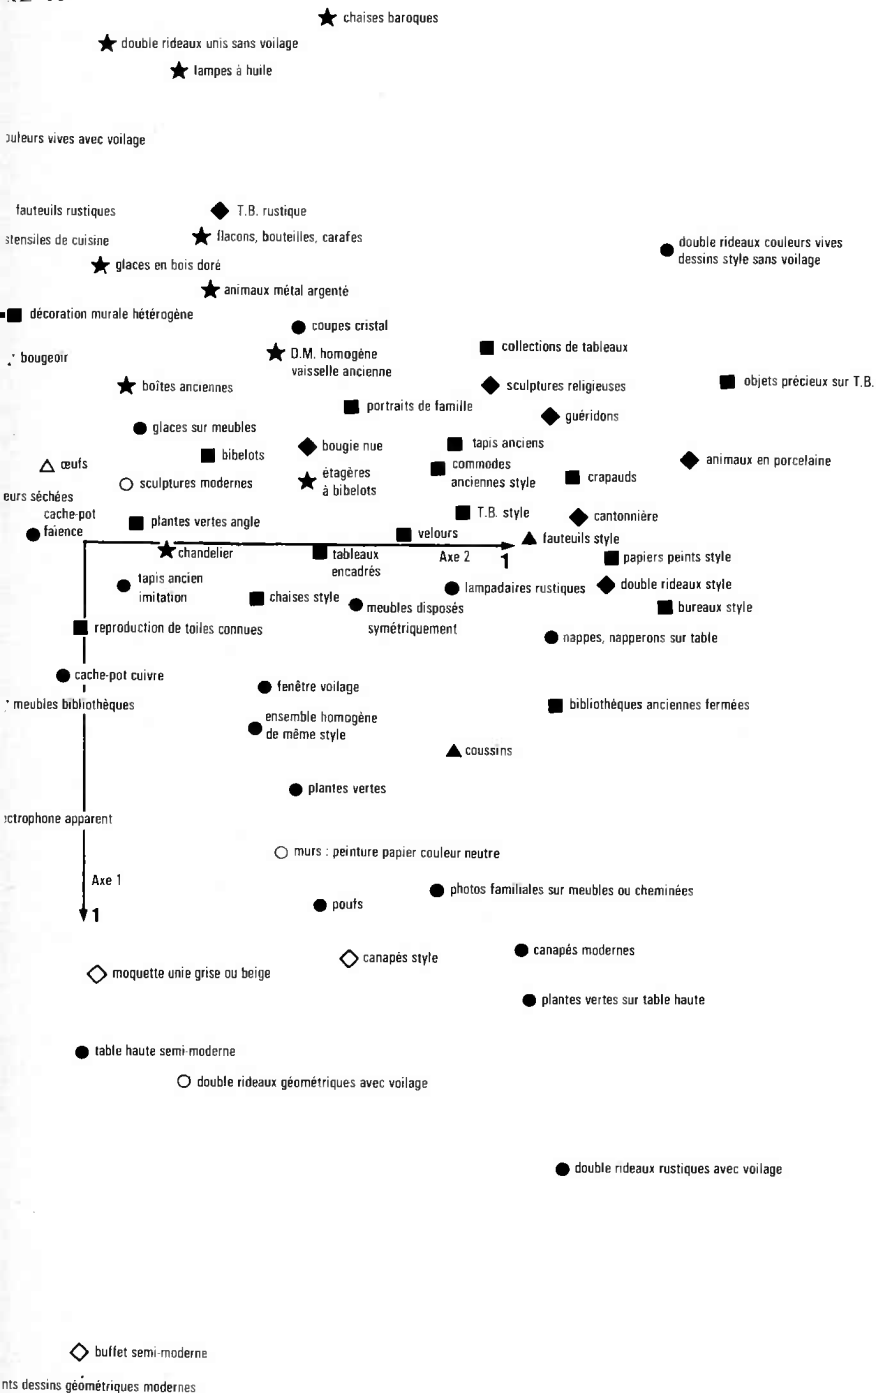 chaises baroques
double rideaux unis sans voilage
lampes à huile
vives avec voilage
fauteuils rustiques
T.B. rustique
de cuisine
flacons, bouteilles, carafes
double rideaux couleurs vives
dessins style sans voilage
glaces en bois doré
animaux métal argenté
décoration murale hétérogène
coupes cristal
bougeoir
D.M. homogène
vaisselle ancienne
collections de tableaux
boîtes anciennes
sculptures religieuses
objets précieux sur T.B.
portraits de famille
guéridons
glaces sur meubles
bibelots
bougie nue
tapis anciens
œufs
commodes
anciennes style
animaux en porcelaine
sculptures modernes
étagères
à bibelots
crapauds
séchées
cache-pot
faïence
plantes vertes angle
T.B. style
cantonnière
velours
fauteuils style
chandelier
tableaux
encadrés
Axe 2
1
papiers peints style
tapis ancien
imitation
lampadaires rustiques
double rideaux style
chaises style
meubles disposés
symétriquement
bureaux style
reproduction de toiles connues
nappes, napperons sur table
cache-pot cuivre
fenêtre voilage
meubles bibliothèques
bibliothèques anciennes fermées
ensemble homogène
de même style
coussins
plantes vertes
apparent
murs : peinture papier couleur neutre
Axe 1
1
photos familiales sur meubles ou cheminées
poufs
canapés style
canapés modernes
moquette unie grise ou beige
plantes vertes sur table haute
table haute semi-moderne
double rideaux géométriques avec voilage
double rideaux rustiques avec voilage
buffet semi-moderne
dessins géométriques modernes